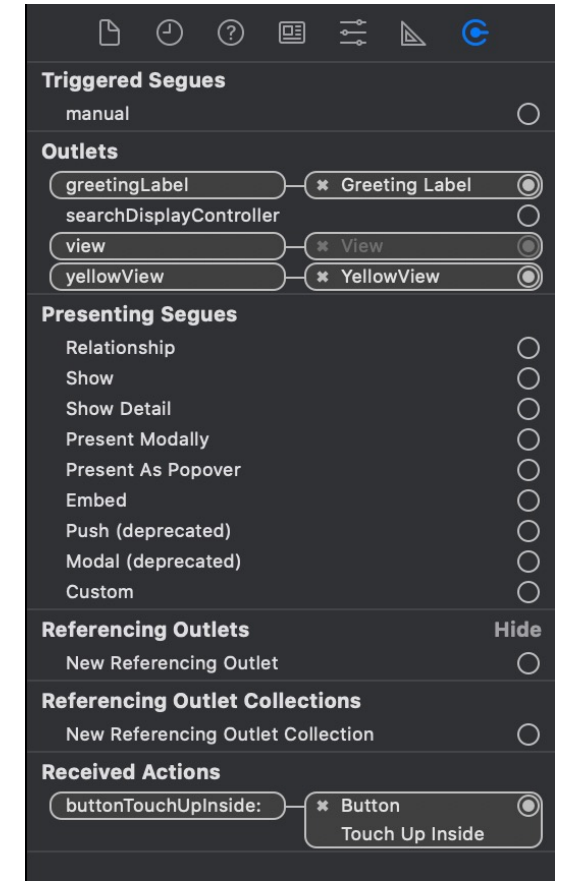 Triggered Segues
manual
Outlets
greetingLabel ✖ Greeting Label
searchDisplayController
view ✖ View
yellowView ✖ YellowView
Presenting Segues
Relationship
Show
Show Detail
Present Modally
Present As Popover
Embed
Push (deprecated)
Modal (deprecated)
Custom
Referencing Outlets Hide
New Referencing Outlet
Referencing Outlet Collections
New Referencing Outlet Collection
Received Actions
buttonTouchUpInside: ✖ Button
Touch Up Inside